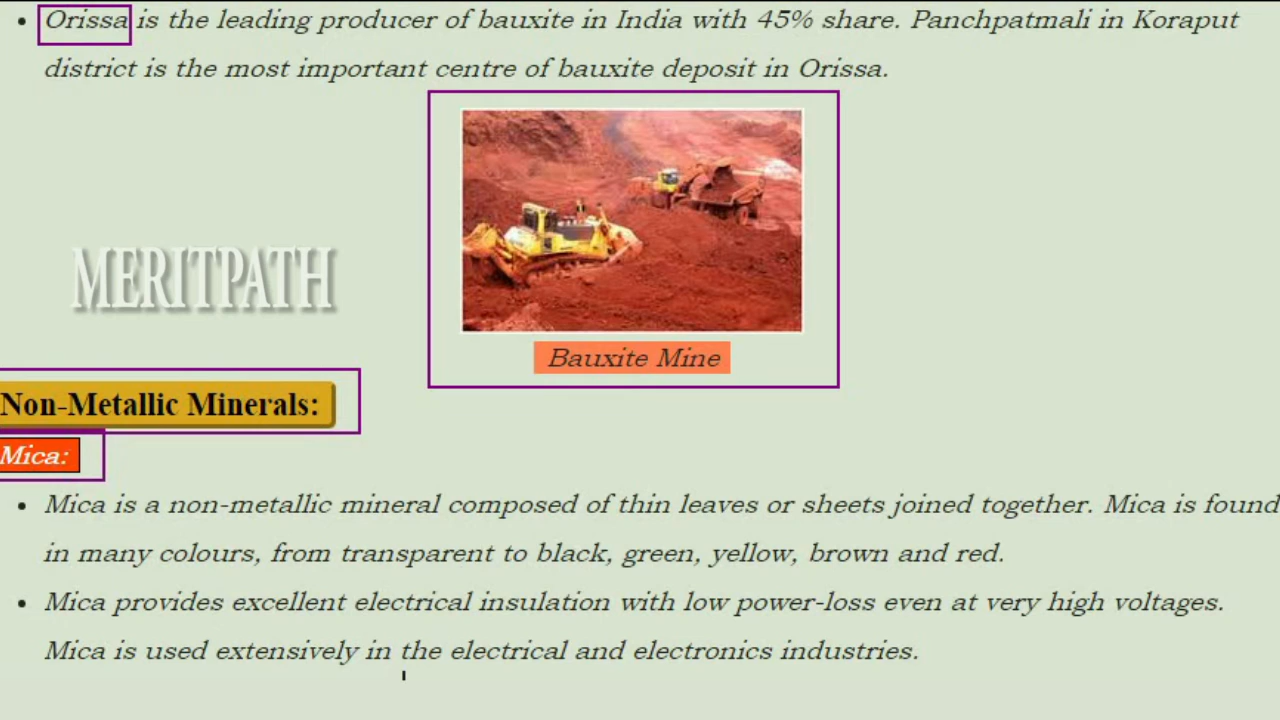 • Orissa is the leading producer of bauxite in India with 45% share. Panchpatmali in Koraput
district is the most important centre of bauxite deposit in Orissa.
MERITPATH
Bauxite Mine
Non-Metallic Minerals:
Mica:
• Mica is a non-metallic mineral composed of thin leaves or sheets joined together. Mica is found
in many colours, from transparent to black, green, yellow, brown and red.
• Mica provides excellent electrical insulation with low power-loss even at very high voltages.
Mica is used extensively in the electrical and electronics industries.